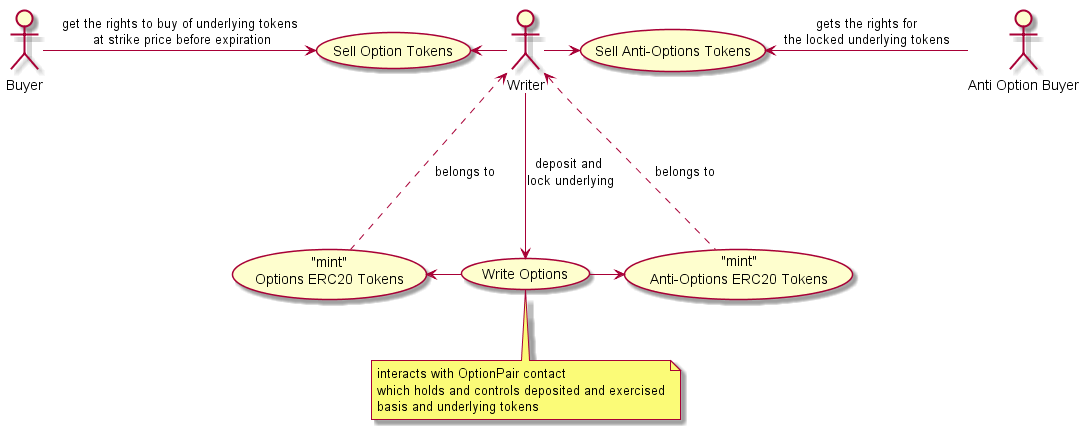 get the rights to buy of underlying tokens
at strike price before expiration
gets the rights for
the locked underlying tokens
Sell Option Tokens
Sell Anti-Options Tokens
Buyer
Writer
Anti Option Buyer
belongs to
deposit and
lock underlying
belongs to
"mint"
Options ERC20 Tokens
Write Options
"mint"
Anti-Options ERC20 Tokens
interacts with OptionPair contact
which holds and controls deposited and exercised
basis and underlying tokens